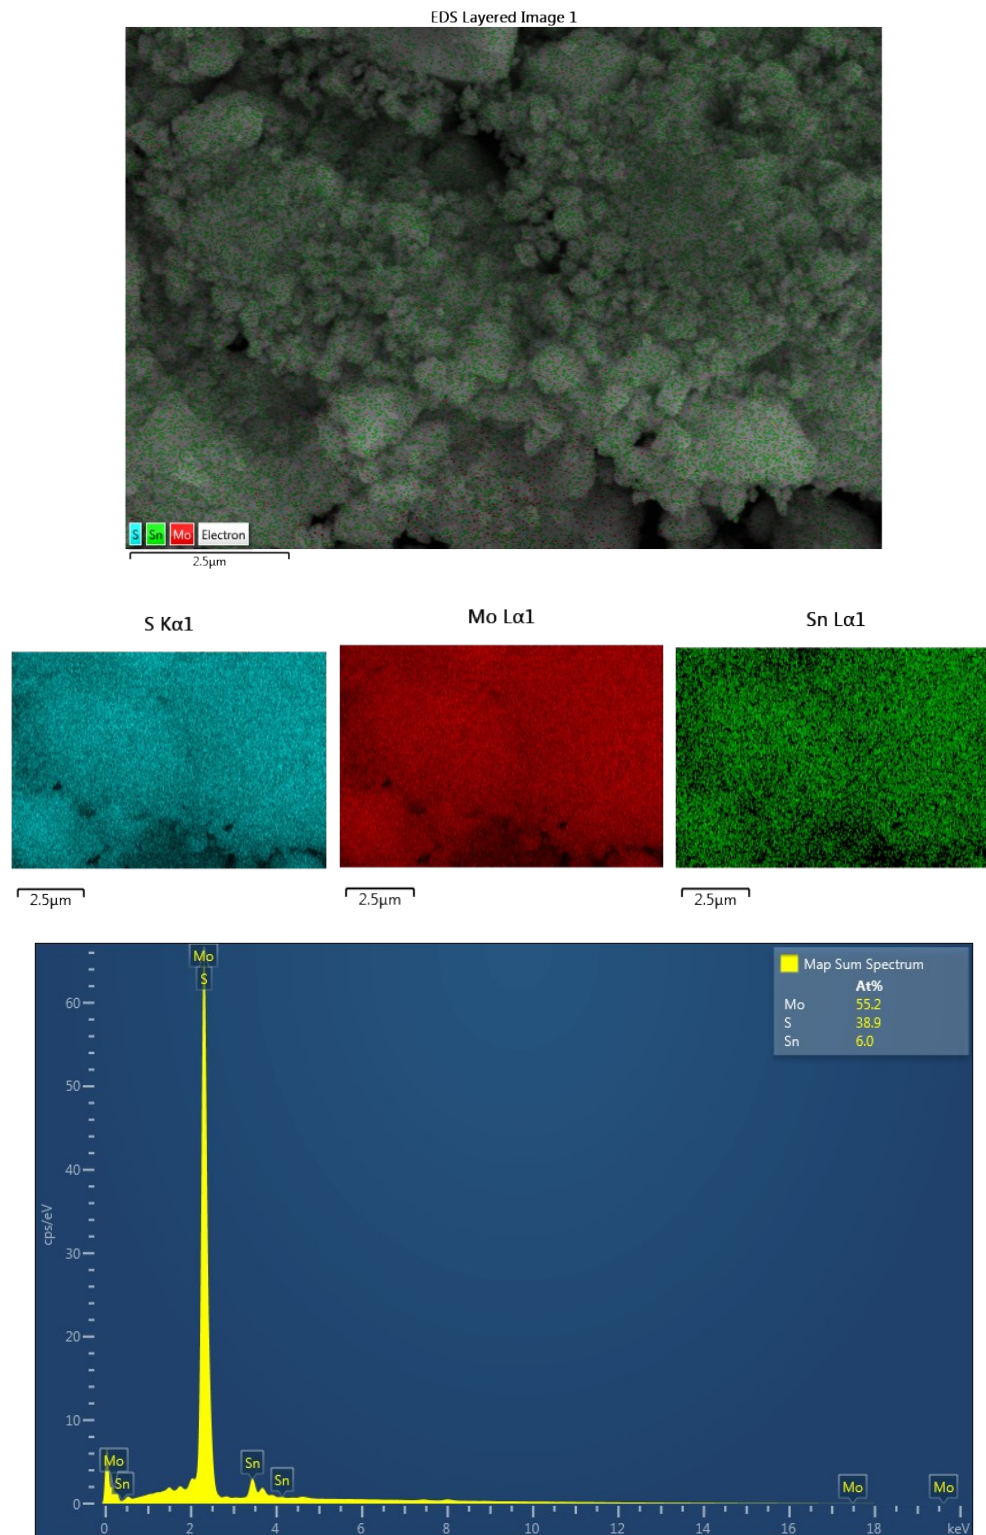 EDS Layered Image 1
S Sn Mo Electron
2.5μm
S Kα1
Mo Lα1
Sn Lα1
2.5μm
2.5μm
2.5μm
Map Sum Spectrum
At%
Mo 55.2
S 38.9
Sn 6.0
Mo
S
60
50
40
30
20
10
0
cps/eV
Mo
Sn
Sn
Sn
Mo
Mo
0 2 4 6 8 10 12 14 16 18 keV